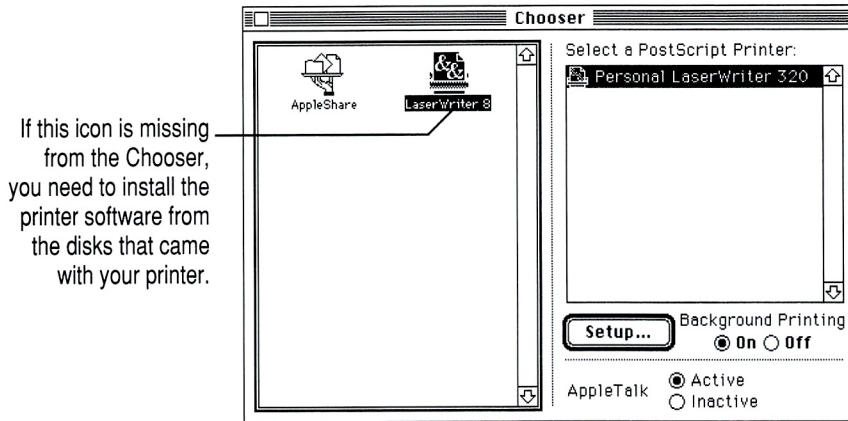 Chooser
If this icon is missing
from the Chooser,
you need to install the
printer software from
the disks that came
with your printer.
AppleShare
LaserWriter 8
Select a PostScript Printer:
Personal LaserWriter 320
Setup...
Background Printing
On Off
AppleTalk
Active
Inactive